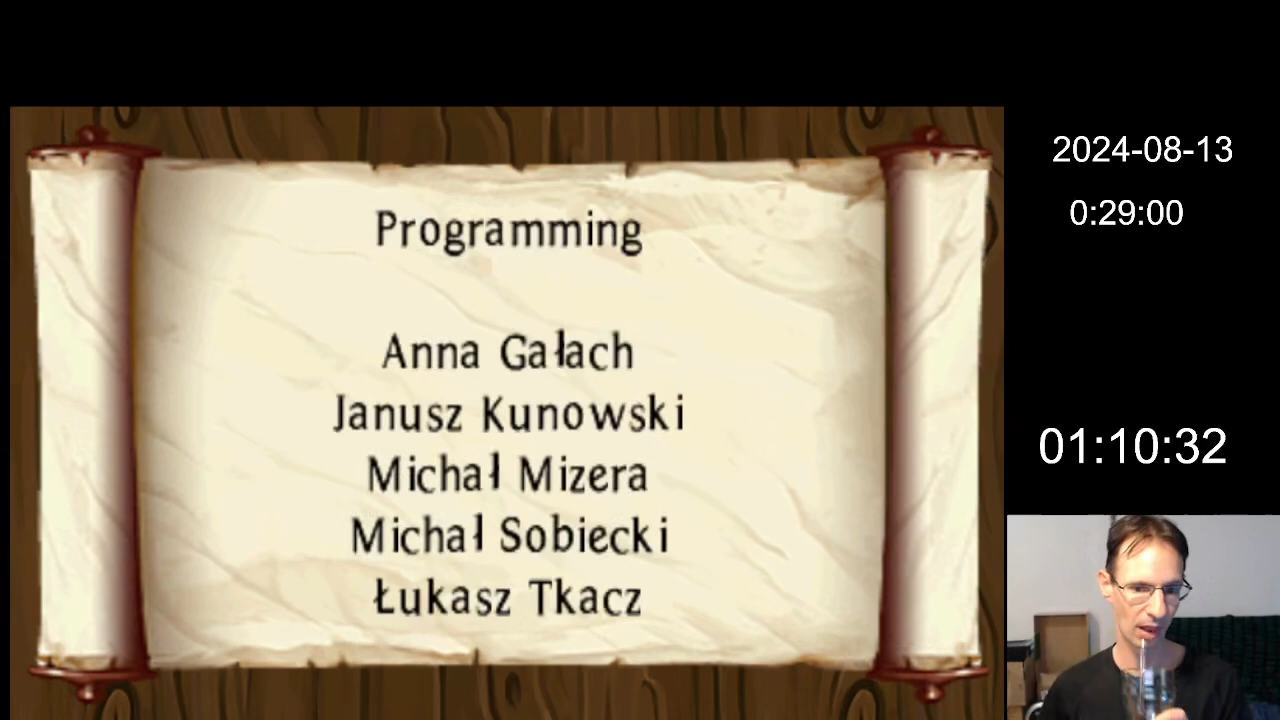 Programming
Anna Gałach
Janusz Kunowski
Michał Mizera
Michał Sobiecki
Łukasz Tkacz
2024-08-13
0:29:00
01:10:32